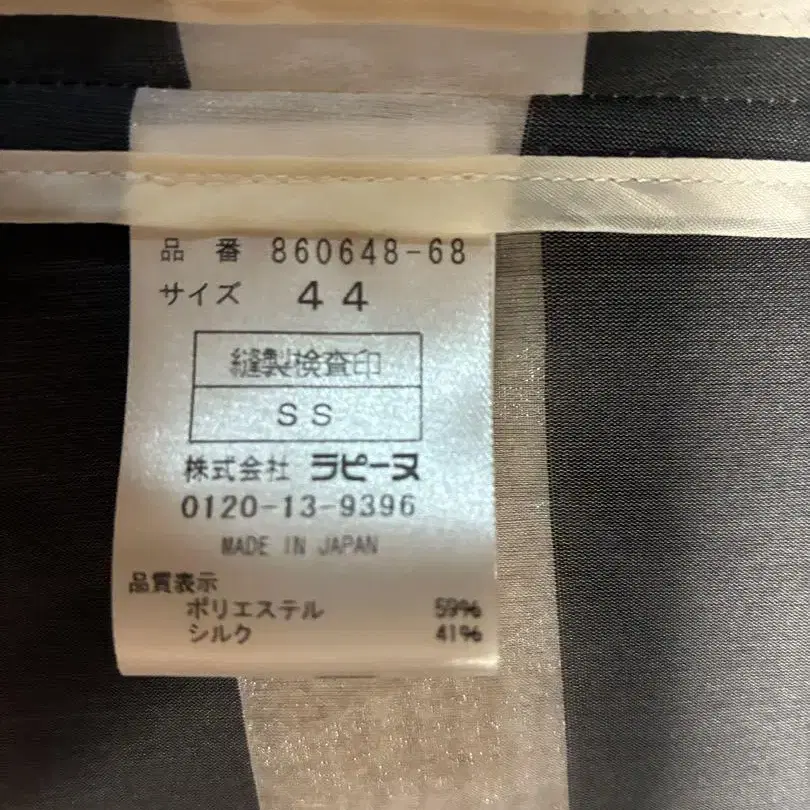 品番 860648-68
サイズ 44
縫製検査印
SS
株式会社 ラピーヌ
0120-13-9396
MADE IN JAPAN
品質表示
ポリエステル 59%
シルク 41%